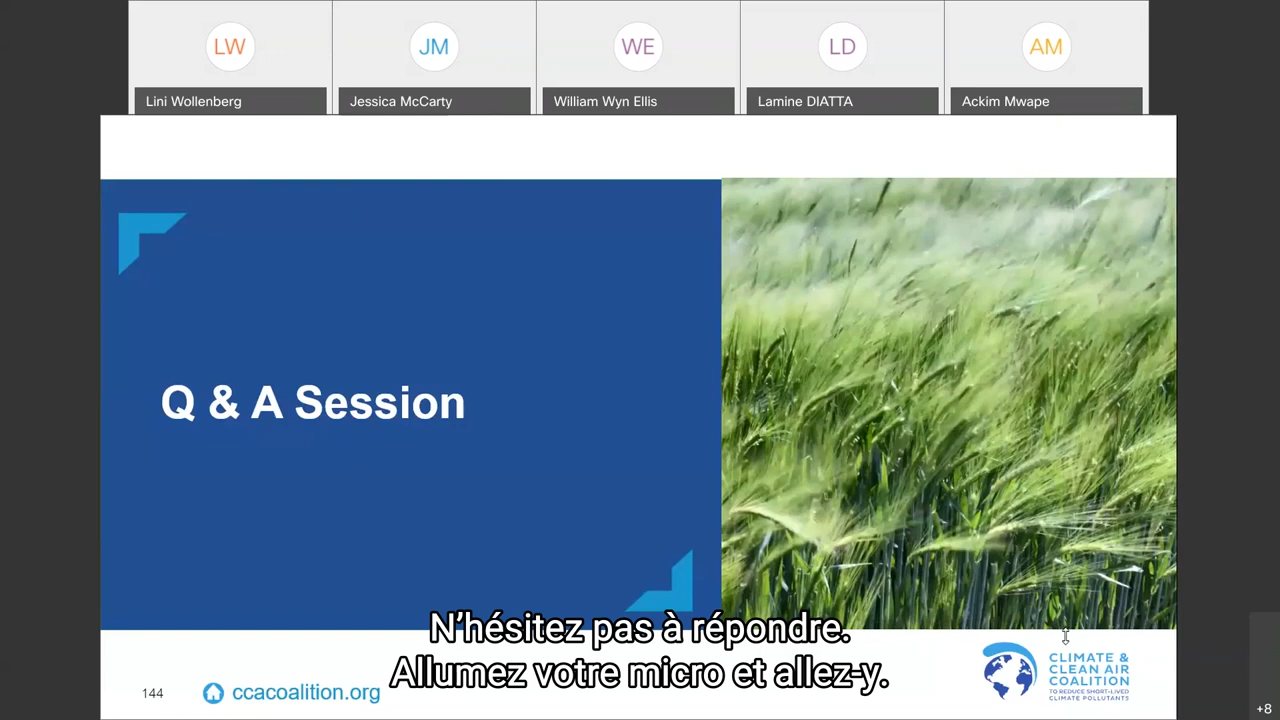 LW
JM
WE
LD
AM
Lini Wollenberg
Jessica McCarty
William Wyn Ellis
Lamine DIATTA
Ackim Mwape
Q & A Session
N'hésitez pas à répondre.
Allumez votre micro et allez-y.
144
ccacoalition.org
CLIMATE &
CLEAN AIR
COALITION
TO REDUCE SHORT-LIVED
CLIMATE POLLUTANTS
+8